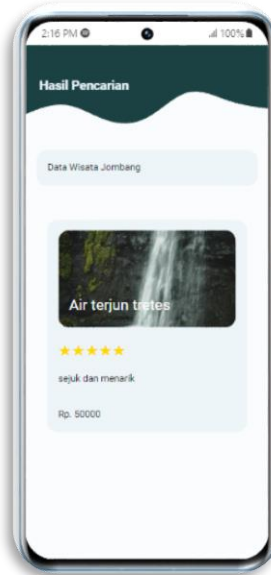 2:16 PM
100%
Hasil Pencarian
Data Wisata Jombang
Air terjun tretes
sejuk dan menarik
Rp. 50000